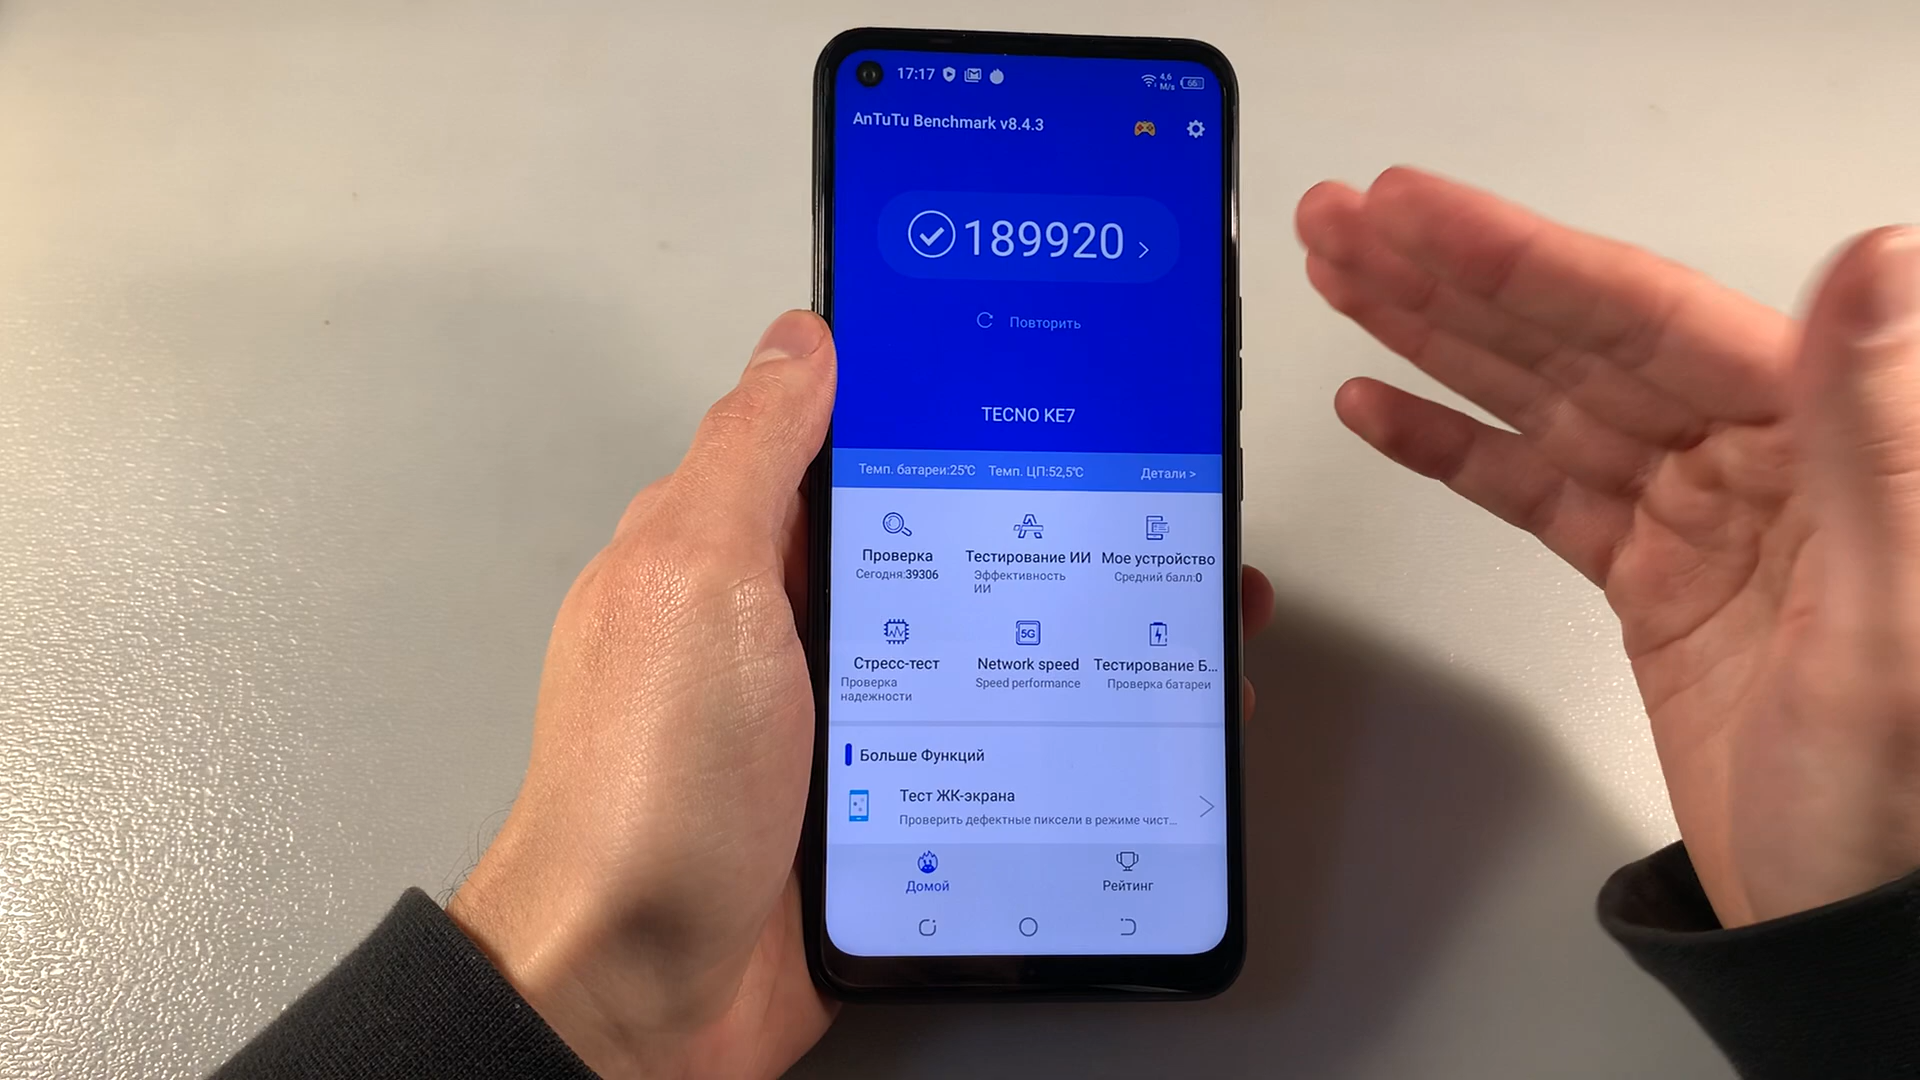 17:17
4,6
M/s
66
AnTuTu Benchmark v8.4.3
189920
Повторить
TECNO KE7
Темп. батареи:25℃ Темп. ЦП:52,5℃ Детали >
Проверка
Сегодня:39306
Тестирование ИИ
Эффективность
ИИ
Мое устройство
Средний балл:0
Стресс-тест
Проверка
надежности
5G
Network speed
Speed performance
Тестирование Б...
Проверка батареи
Больше Функций
Тест ЖК-экрана
Проверить дефектные пиксели в режиме чист...
Домой
Рейтинг